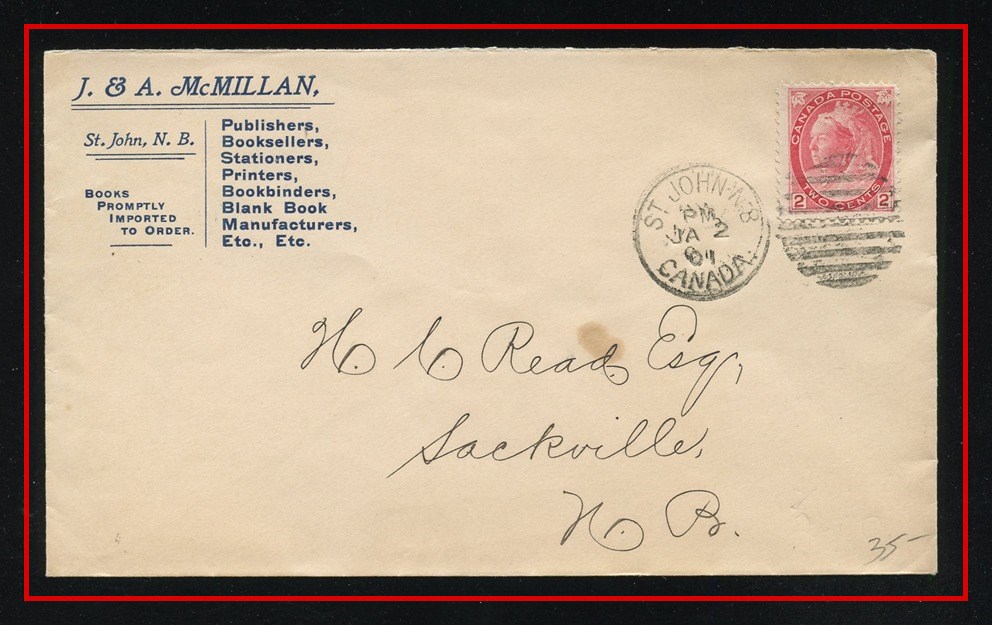 J. & A. McMILLAN,
St. John, N. B.
BOOKS
PROMPTLY
IMPORTED
TO ORDER.
Publishers,
Booksellers,
Stationers,
Printers,
Bookbinders,
Blank Book
Manufacturers,
Etc., Etc.
CANADA POSTAGE
2 TWO CENTS 2
ST JOHN·N.B
PM
JA 2
01
CANADA
H. C. Read Esq,
Sackville,
N. B.
35-